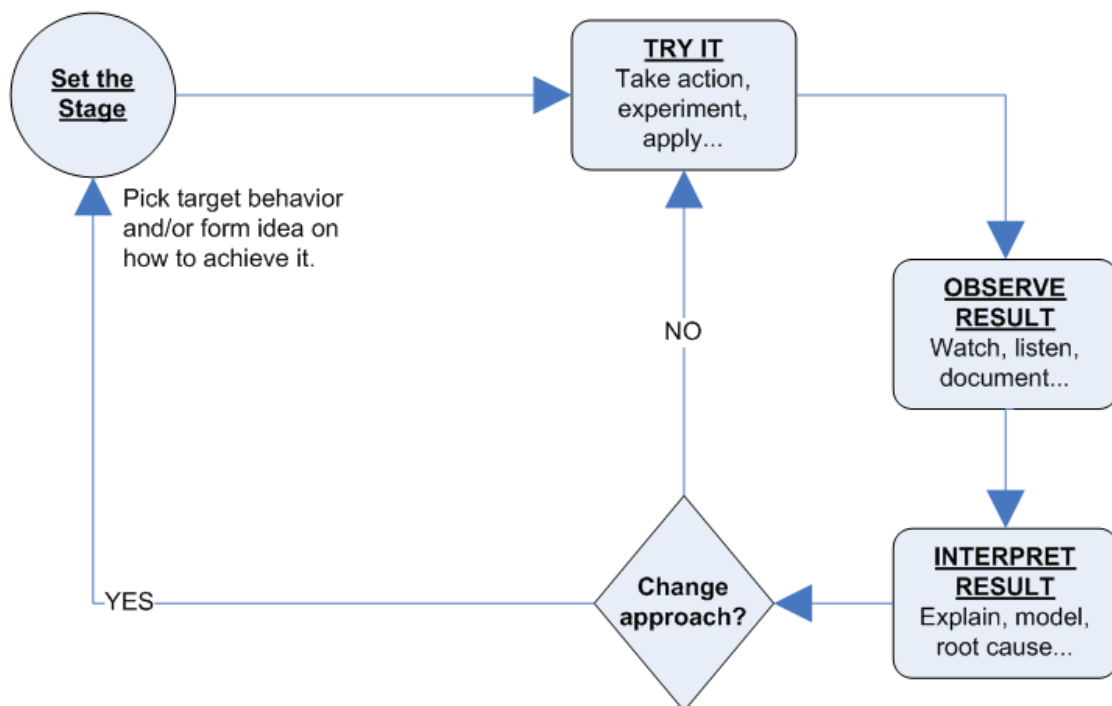 Set the
Stage
Pick target behavior
and/or form idea on
how to achieve it.
TRY IT
Take action,
experiment,
apply...
OBSERVE
RESULT
Watch, listen,
document...
INTERPRET
RESULT
Explain, model,
root cause...
Change
approach?
NO
YES